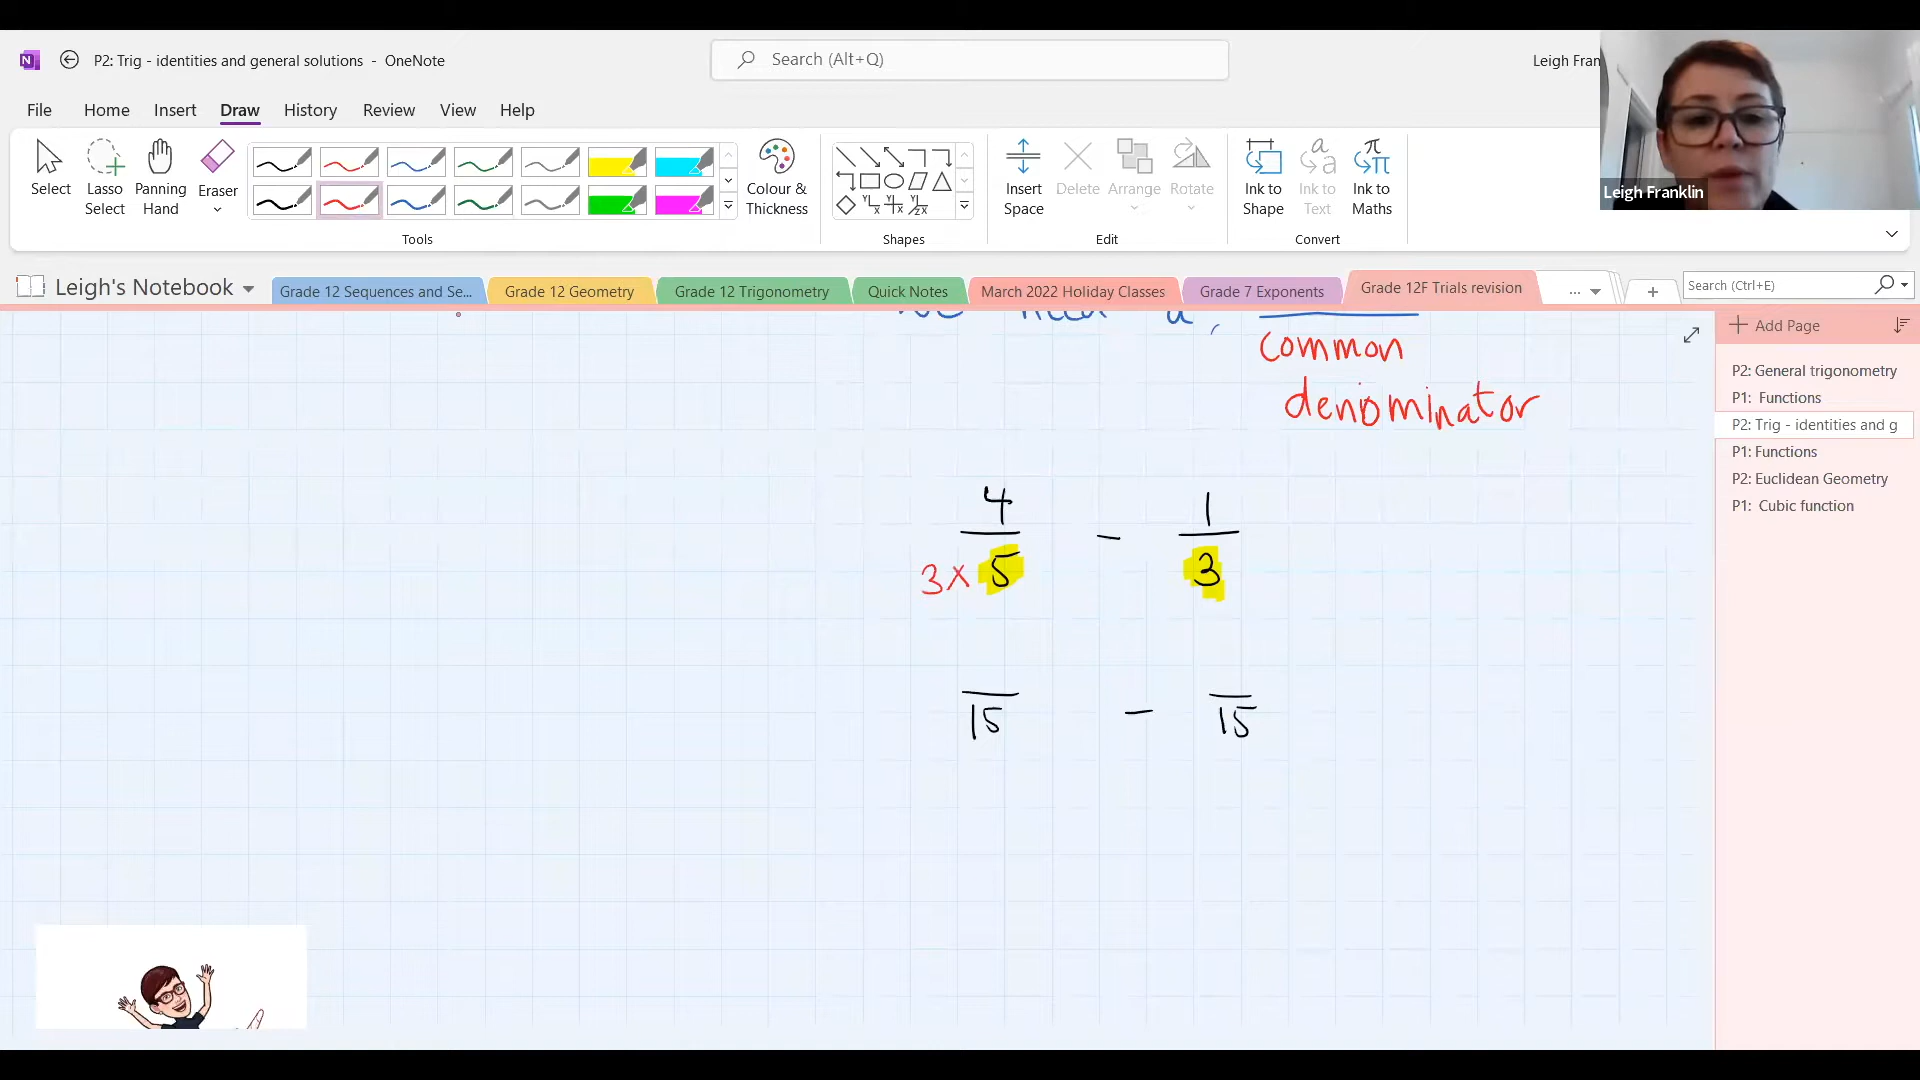 P2: Trig - identities and general solutions - OneNote
Search (Alt+Q)
Leigh Fran
File Home Insert Draw History Review View Help
Select
Lasso Select
Panning Hand
Eraser
Colour & Thickness
Insert Space
Delete
Arrange
Rotate
Ink to Shape
Ink to Text
Ink to Maths
Leigh Franklin
Tools
Shapes
Edit
Convert
Leigh's Notebook
Grade 12 Sequences and Se...
Grade 12 Geometry
Grade 12 Trigonometry
Quick Notes
March 2022 Holiday Classes
Grade 7 Exponents
Grade 12F Trials revision
...
Search (Ctrl+E)
Add Page
P2: General trigonometry
P1: Functions
P2: Trig - identities and g
P1: Functions
P2: Euclidean Geometry
P1: Cubic function
need a
common
denominator
4 - 1
3 × 5 3
15 - 15